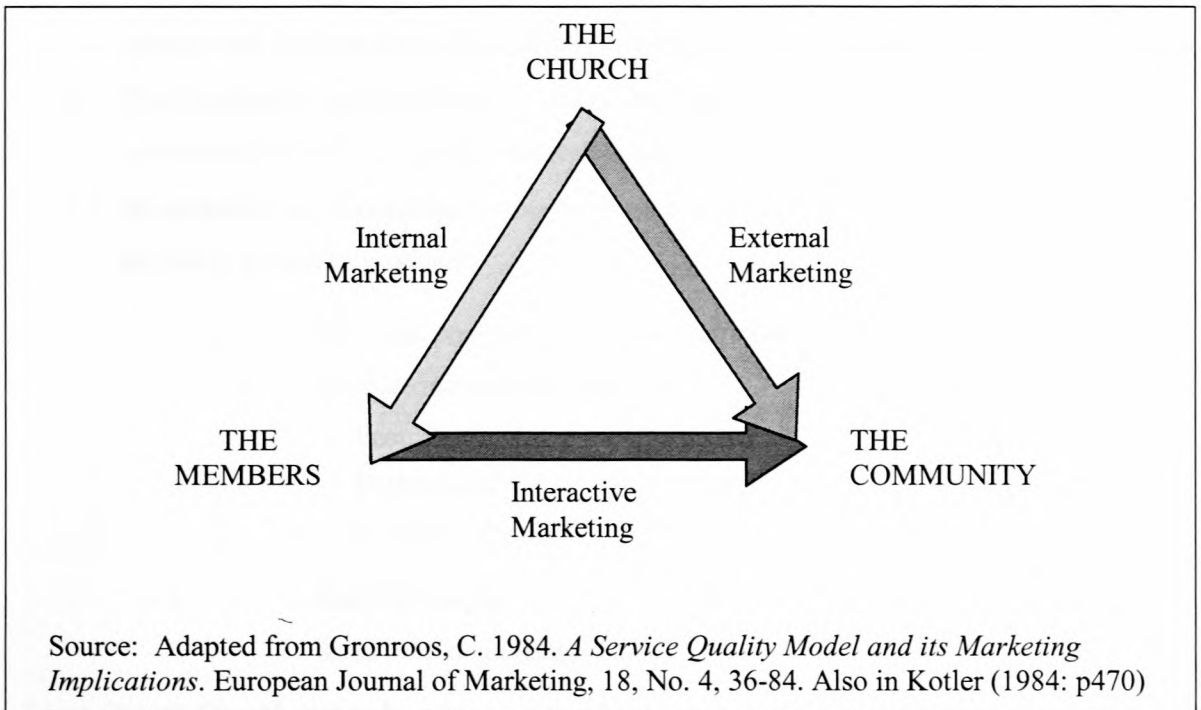 THE
CHURCH
Internal
Marketing
External
Marketing
THE
MEMBERS
THE
COMMUNITY
Interactive
Marketing
Source: Adapted from Gronroos, C. 1984. A Service Quality Model and its Marketing
Implications. European Journal of Marketing, 18, No. 4, 36-84. Also in Kotler (1984: p470)